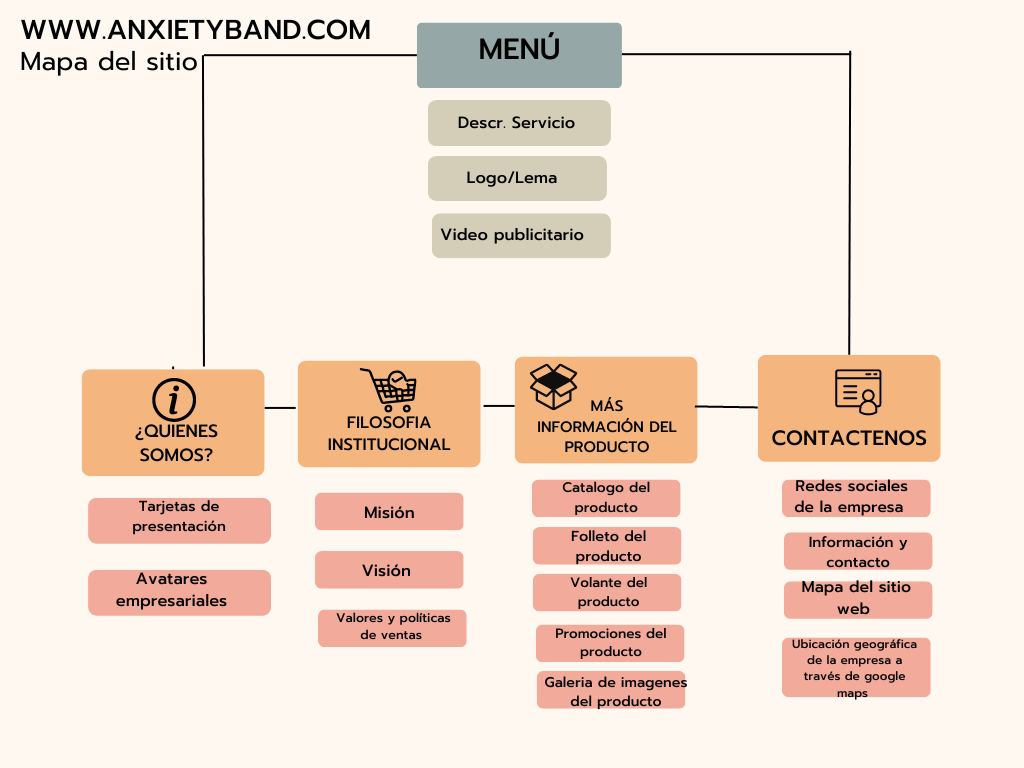 WWW.ANXIETYBAND.COM
Mapa del sitio
MENÚ
Descr. Servicio
Logo/Lema
Video publicitario
¿QUIENES
SOMOS?
Tarjetas de
presentación
Avatares
empresariales
FILOSOFIA
INSTITUCIONAL
Misión
Visión
Valores y políticas
de ventas
MÁS
INFORMACIÓN DEL
PRODUCTO
Catalogo del
producto
Folleto del
producto
Volante del
producto
Promociones del
producto
Galeria de imagenes
del producto
CONTACTENOS
Redes sociales
de la empresa
Información y
contacto
Mapa del sitio
web
Ubicación geográfica
de la empresa a
través de google
maps